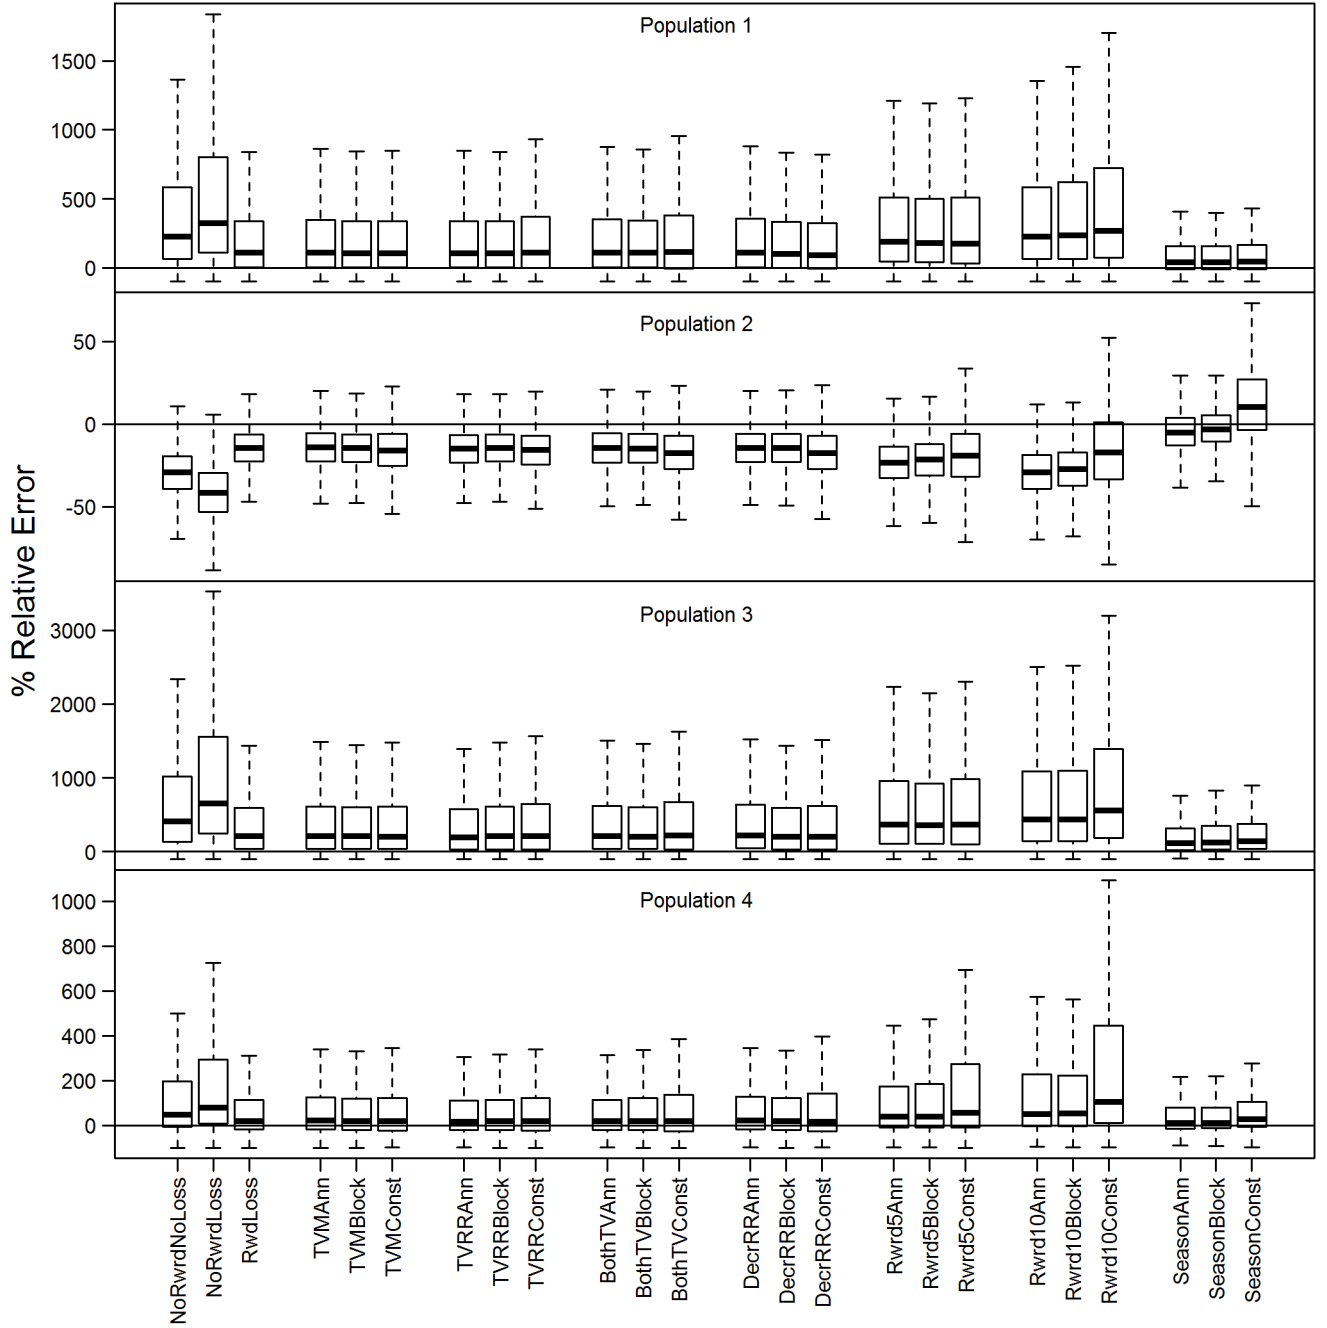 % Relative Error
Population 1
1500
1000
500
0
Population 2
50
0
-50
Population 3
3000
2000
1000
0
Population 4
1000
800
600
400
200
0
NoRwrdNoLoss
NoRwrdLoss
RwdLoss
TVMAnn
TVMBlock
TVMConst
TVRRAnn
TVRRBlock
TVRRConst
BothTVAnn
BothTVBlock
BothTVConst
DecrRRAnn
DecrRRBlock
DecrRRConst
Rwrd5Ann
Rwrd5Block
Rwrd5Const
Rwrd10Ann
Rwrd10Block
Rwrd10Const
SeasonAnn
SeasonBlock
SeasonConst